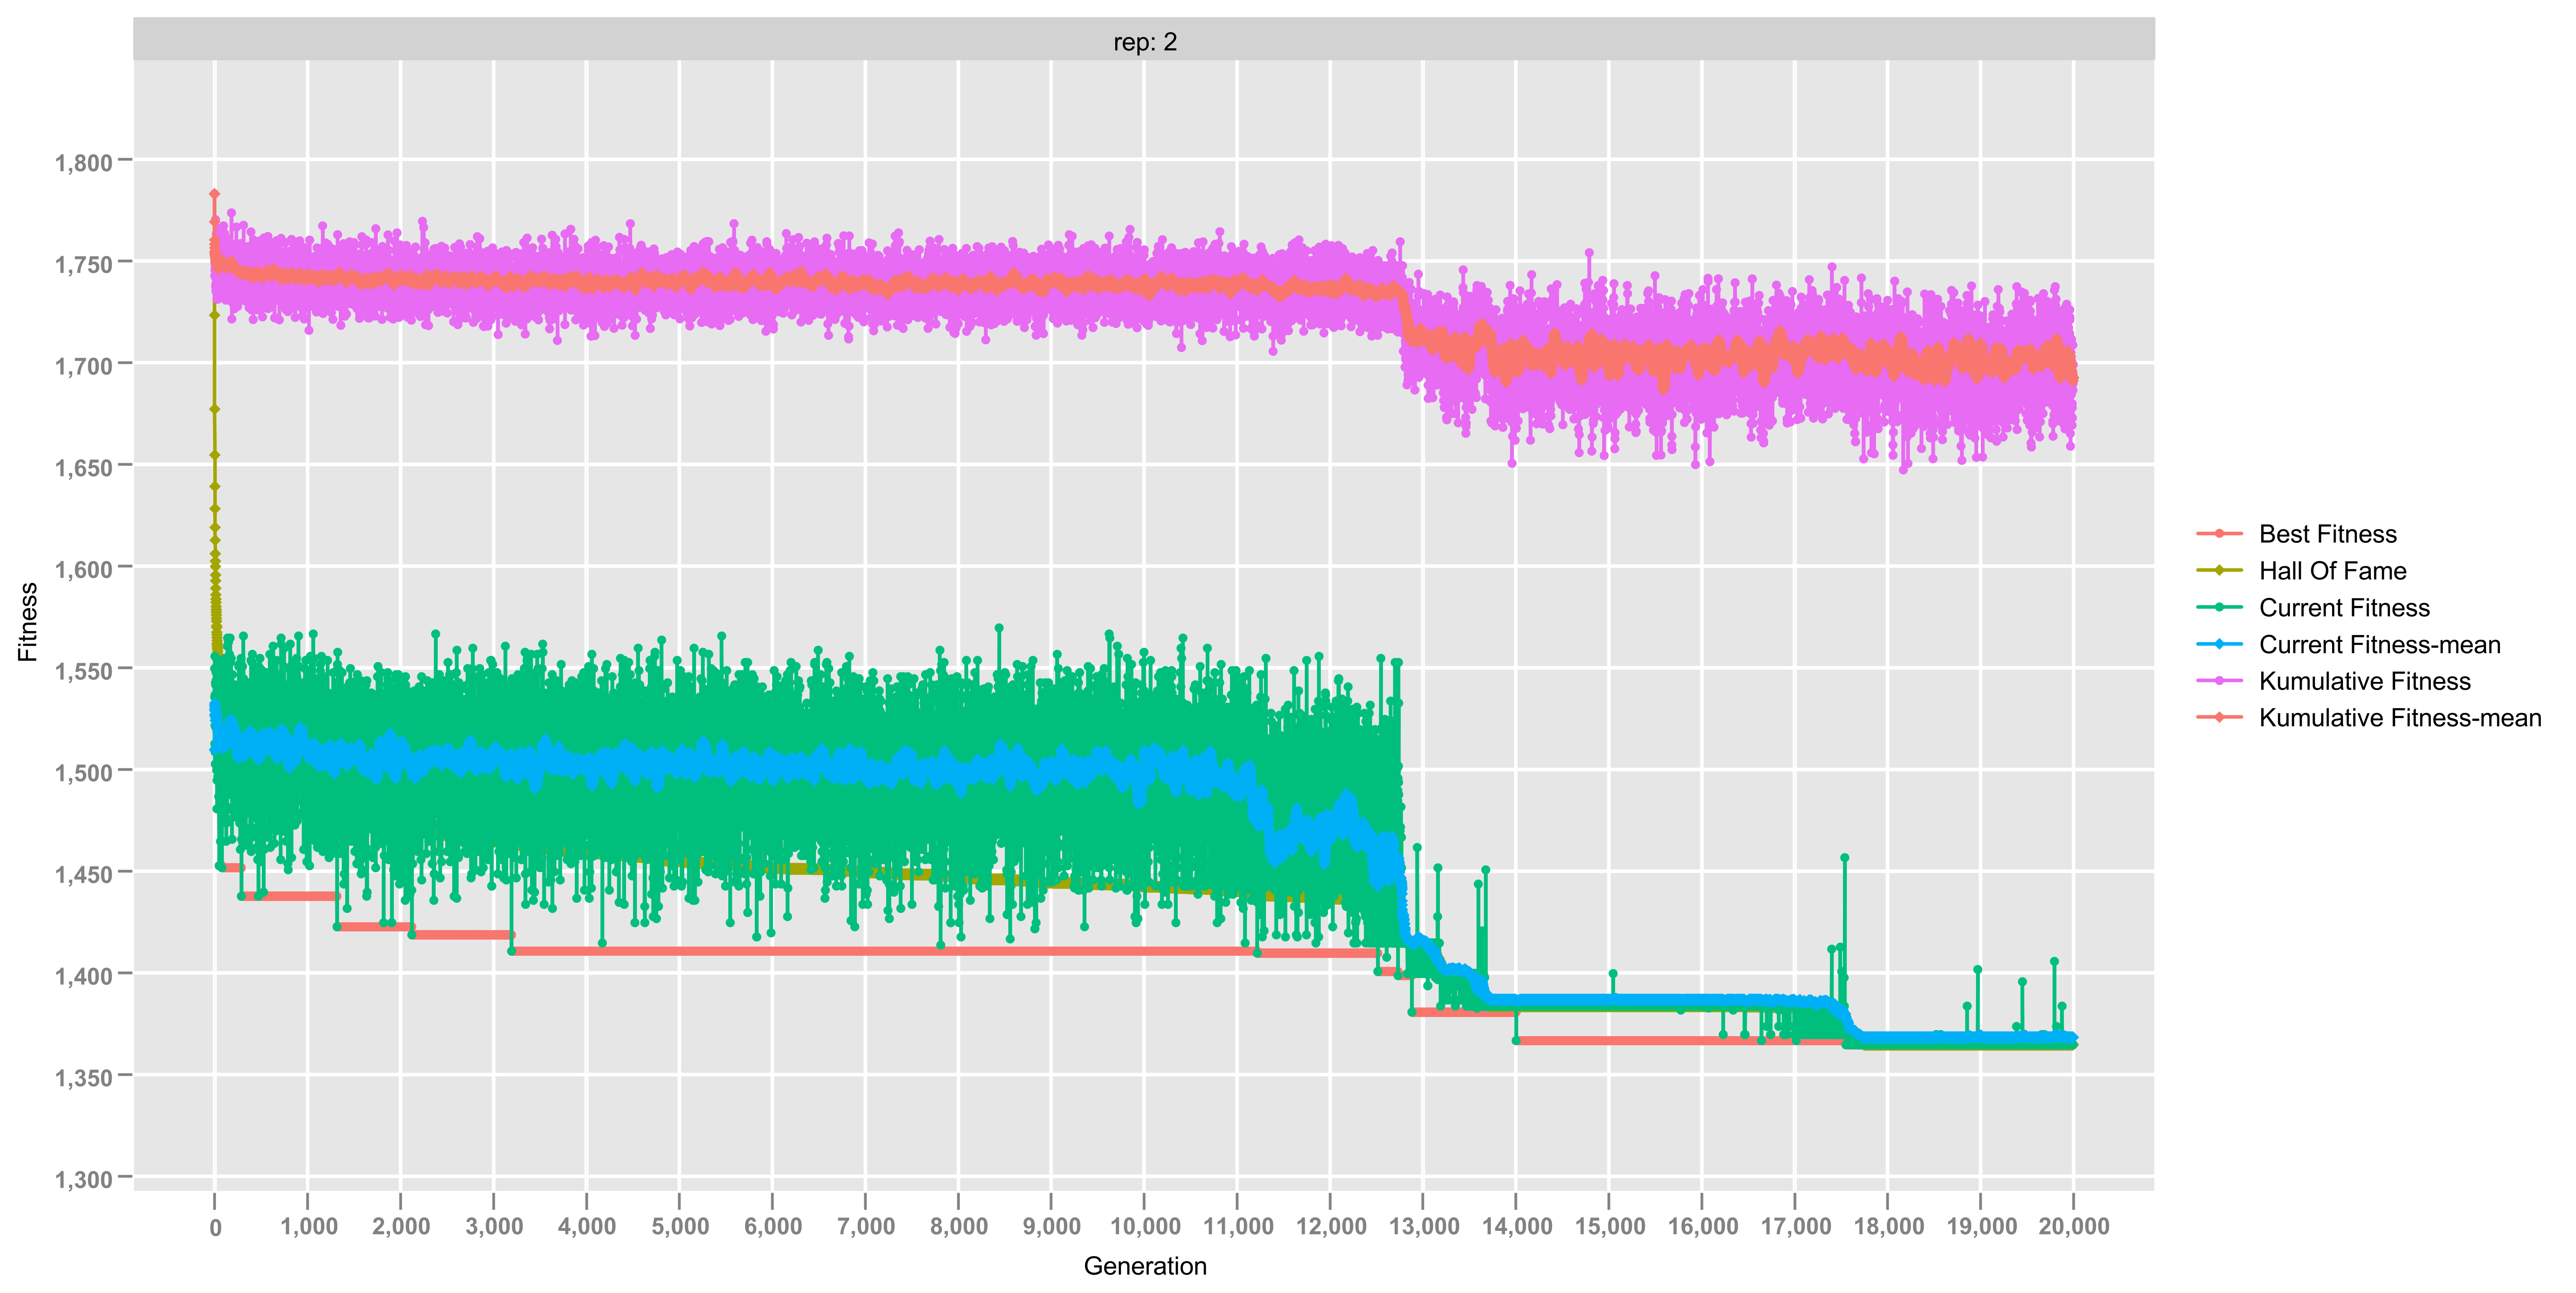 rep: 2
1,800
1,750
1,700
1,650
1,600
1,550
1,500
1,450
1,400
1,350
1,300
Fitness
0 1,000 2,000 3,000 4,000 5,000 6,000 7,000 8,000 9,000 10,000 11,000 12,000 13,000 14,000 15,000 16,000 17,000 18,000 19,000 20,000
Generation
Best Fitness
Hall Of Fame
Current Fitness
Current Fitness-mean
Kumulative Fitness
Kumulative Fitness-mean